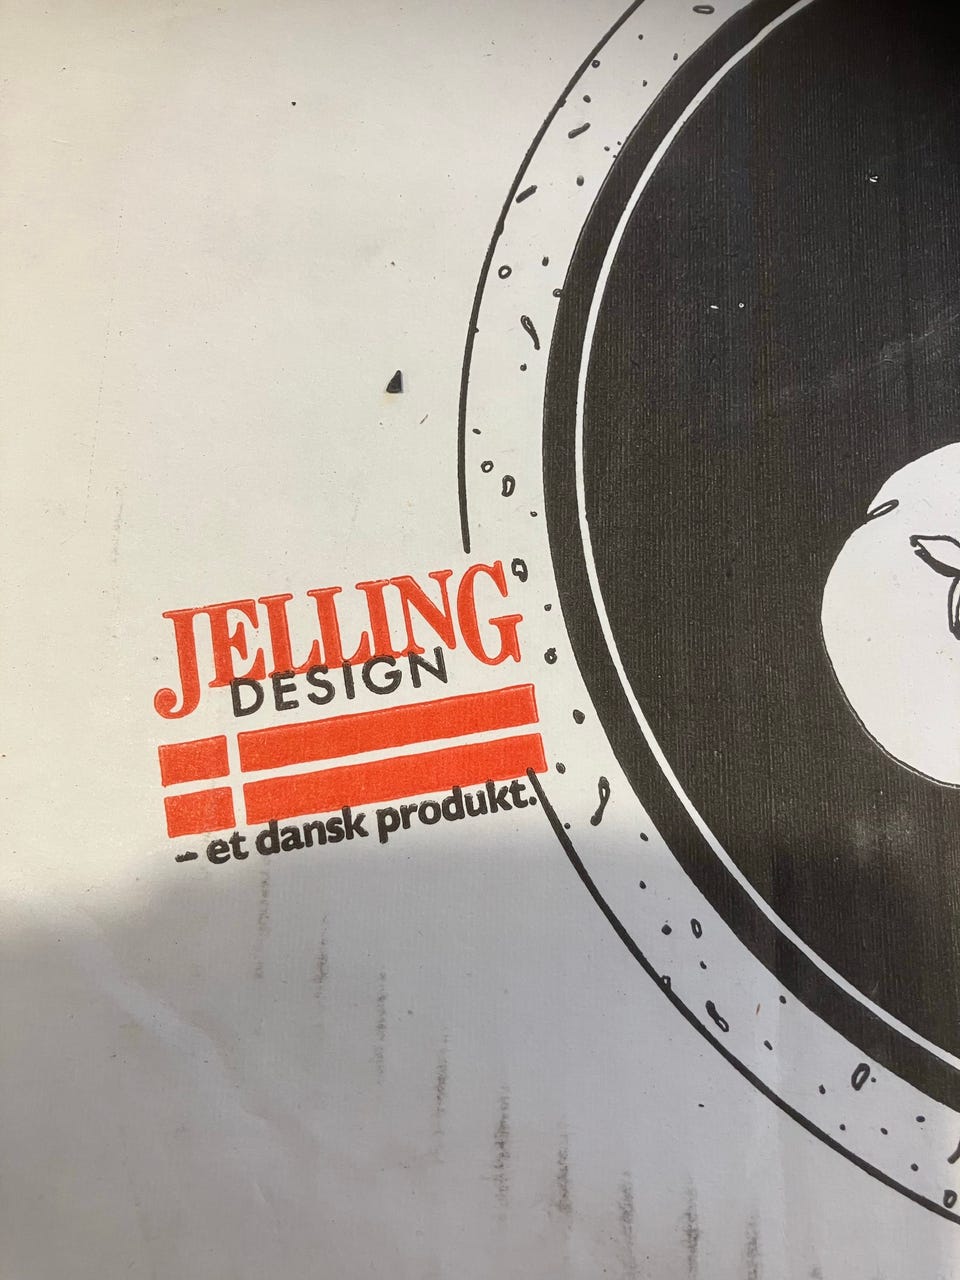 JELLING
DESIGN
– et dansk produkt.